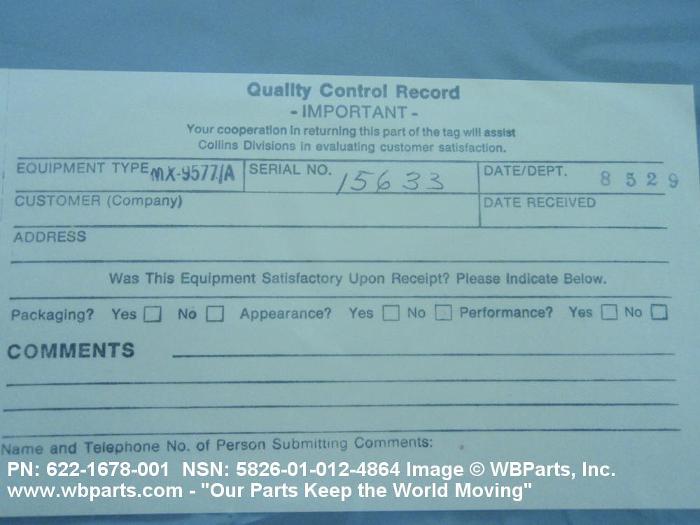 Quality Control Record
- IMPORTANT -
Your cooperation in returning this part of the tag will assist
Collins Divisions in evaluating customer satisfaction.
EQUIPMENT TYPE MX-9577/A SERIAL NO. 15633 DATE/DEPT. 8529
CUSTOMER (Company) DATE RECEIVED
ADDRESS
Was This Equipment Satisfactory Upon Receipt? Please Indicate Below.
Packaging? Yes No Appearance? Yes No Performance? Yes No
COMMENTS
Name and Telephone No. of Person Submitting Comments:
PN: 622-1678-001 NSN: 5826-01-012-4864 Image © WBParts, Inc.
www.wbparts.com - "Our Parts Keep the World Moving"